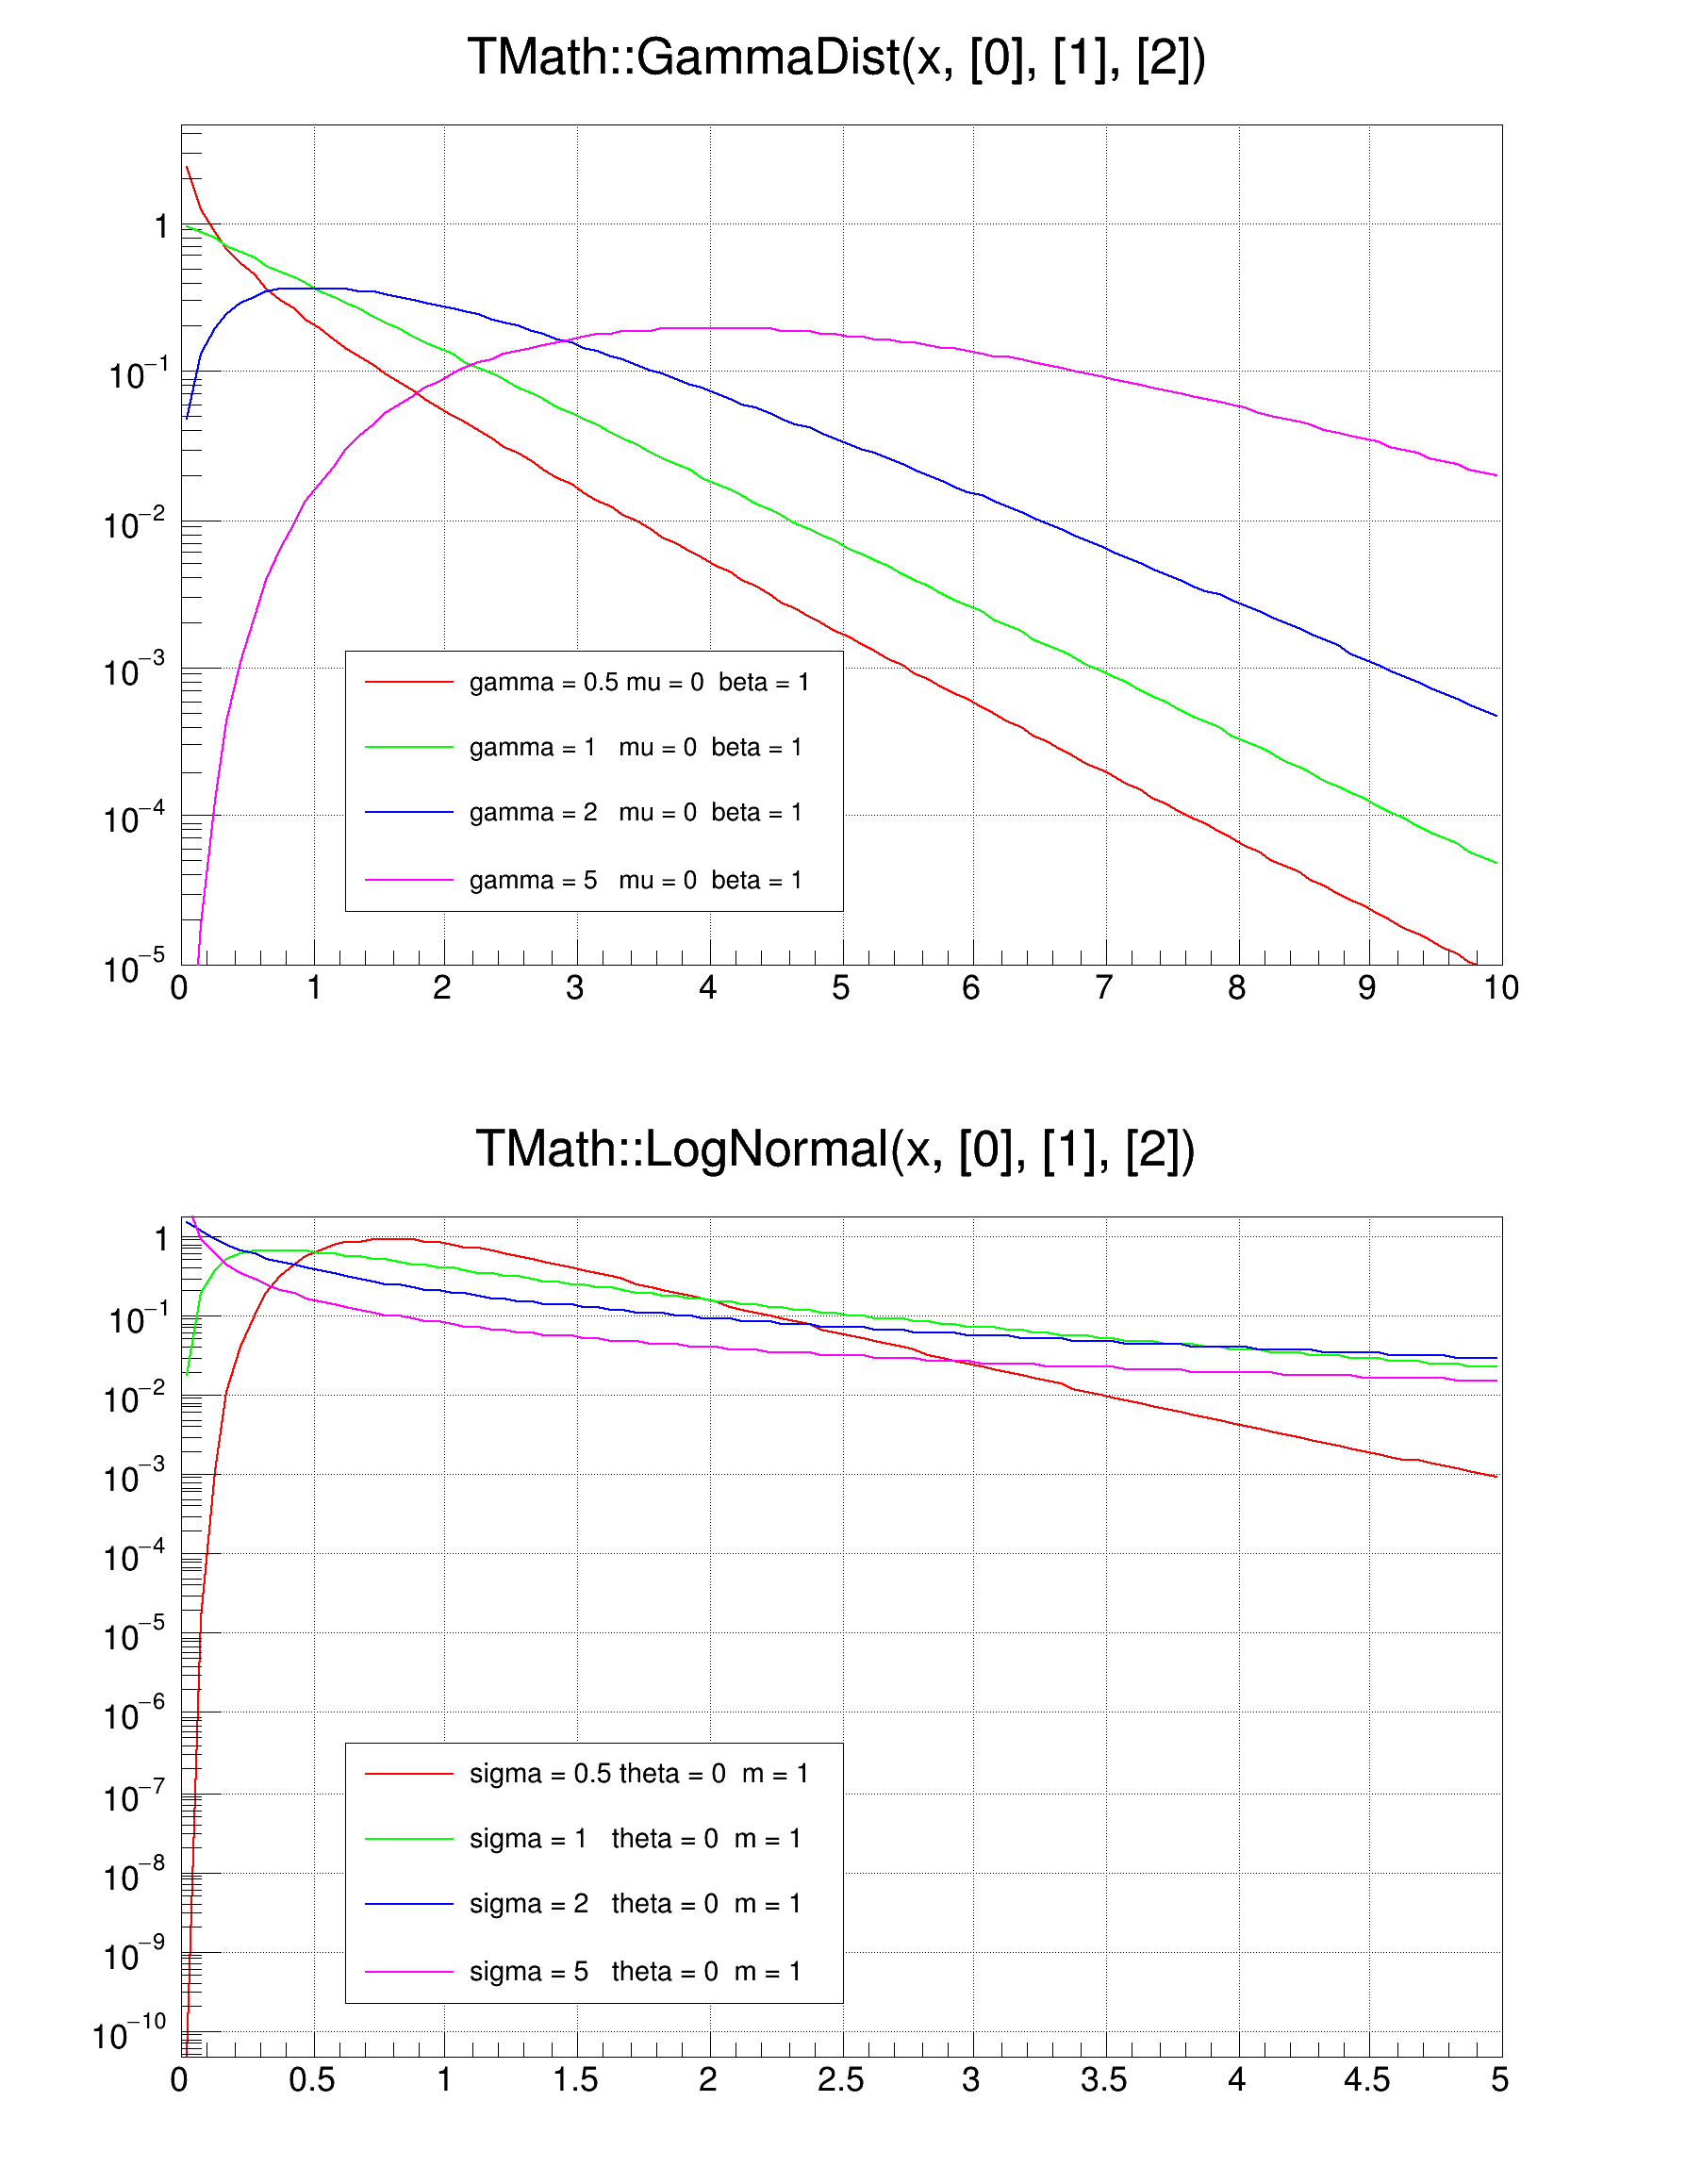 TMath::GammaDist(x, [0], [1], [2])
1
10⁻¹
10⁻²
10⁻³
10⁻⁴
10⁻⁵
gamma = 0.5 mu = 0 beta = 1
gamma = 1 mu = 0 beta = 1
gamma = 2 mu = 0 beta = 1
gamma = 5 mu = 0 beta = 1
0 1 2 3 4 5 6 7 8 9 10
TMath::LogNormal(x, [0], [1], [2])
1
10⁻¹
10⁻²
10⁻³
10⁻⁴
10⁻⁵
10⁻⁶
10⁻⁷
10⁻⁸
10⁻⁹
10⁻¹⁰
sigma = 0.5 theta = 0 m = 1
sigma = 1 theta = 0 m = 1
sigma = 2 theta = 0 m = 1
sigma = 5 theta = 0 m = 1
0 0.5 1 1.5 2 2.5 3 3.5 4 4.5 5